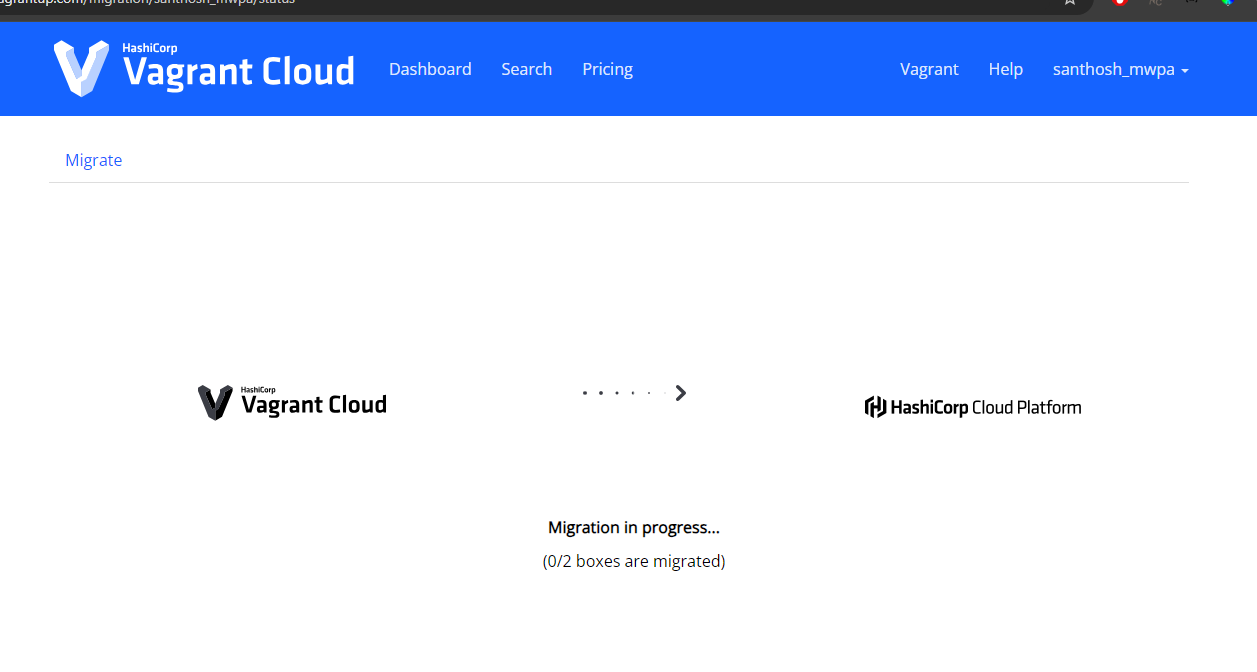 agrantup.com/migration/santhosh_mwpa/status
HashiCorp
Vagrant Cloud
Dashboard
Search
Pricing
Vagrant
Help
santhosh_mwpa
Migrate
HashiCorp
Vagrant Cloud
HashiCorp Cloud Platform
Migration in progress...
(0/2 boxes are migrated)